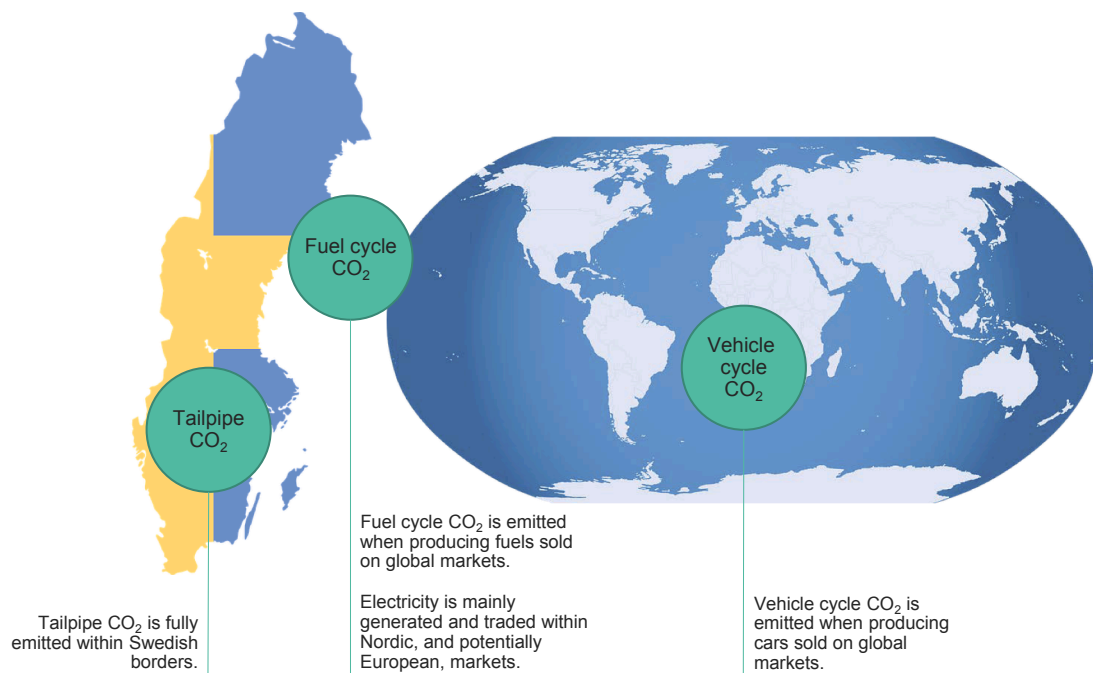 Fuel cycle
CO₂
Vehicle
cycle
CO₂
Tailpipe
CO₂
Fuel cycle CO₂ is emitted
when producing fuels sold
on global markets.
Electricity is mainly
generated and traded within
Nordic, and potentially
European, markets.
Tailpipe CO₂ is fully
emitted within Swedish
borders.
Vehicle cycle CO₂ is
emitted when producing
cars sold on global
markets.